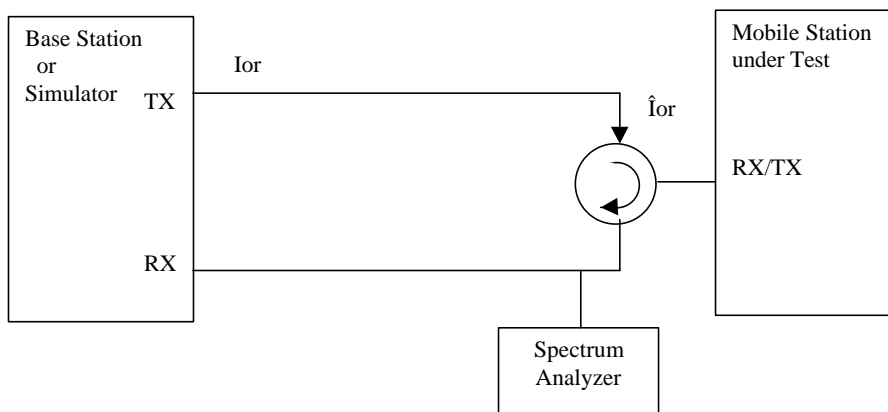 Base Station
or
Simulator
TX
Ior
Îor
Mobile Station
under Test
RX/TX
RX
Spectrum
Analyzer